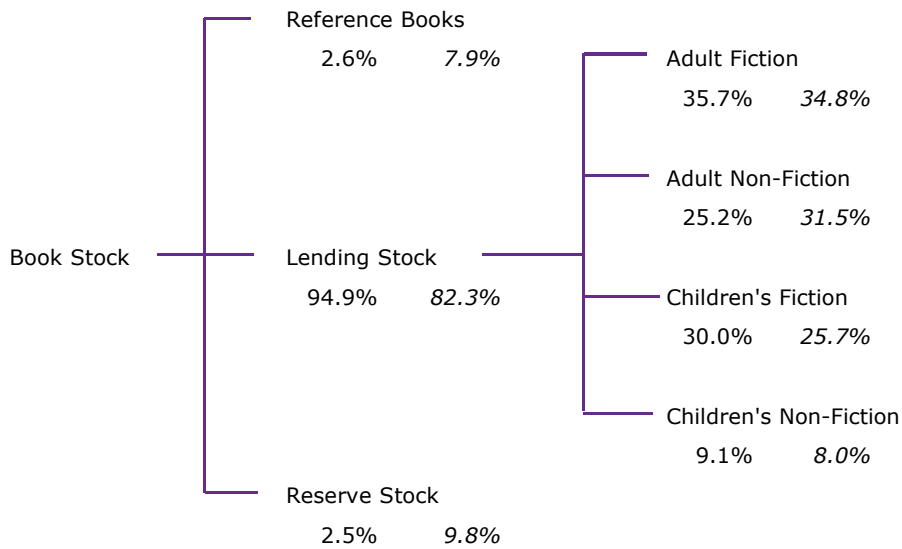 Reference Books
2.6% 7.9%
Adult Fiction
35.7% 34.8%
Adult Non-Fiction
25.2% 31.5%
Book Stock
Lending Stock
94.9% 82.3%
Children's Fiction
30.0% 25.7%
Children's Non-Fiction
9.1% 8.0%
Reserve Stock
2.5% 9.8%